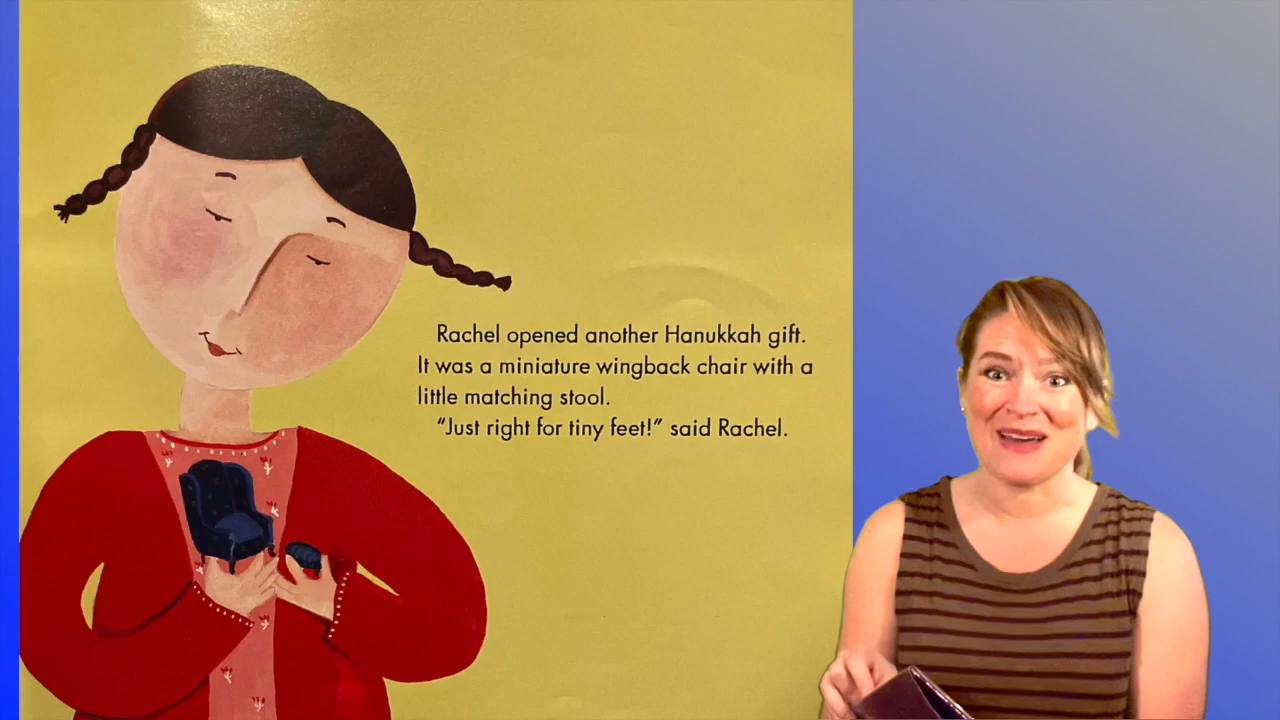 Rachel opened another Hanukkah gift.
It was a miniature wingback chair with a
little matching stool.
“Just right for tiny feet!” said Rachel.